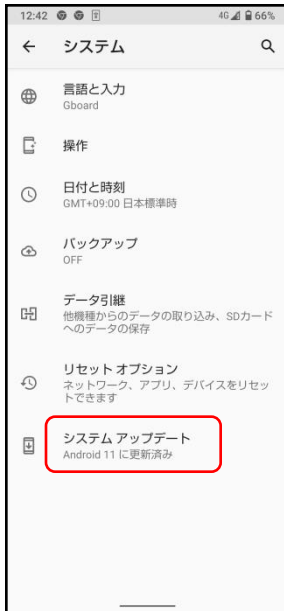 12:42 4G 66%
システム
言語と入力
Gboard
操作
日付と時刻
GMT+09:00 日本標準時
バックアップ
OFF
データ引継
他機種からのデータの取り込み、SDカード
へのデータの保存
リセット オプション
ネットワーク、アプリ、デバイスをリセッ
トできます
システム アップデート
Android 11 に更新済み